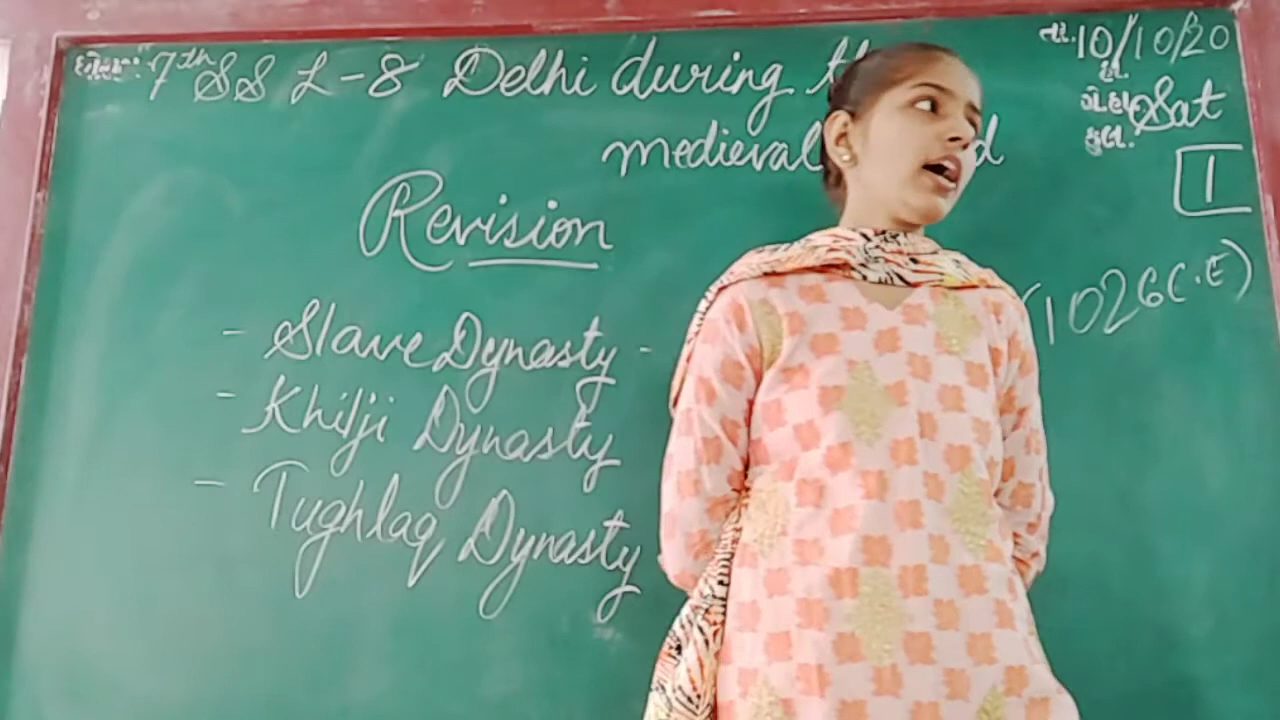 7th SS L-8 Delhi during
medieval
તા. 10/10/20
Sat
1
Revision
(1026 C.E)
- Slave Dynasty -
- Khilji Dynasty
- Tughlaq Dynasty